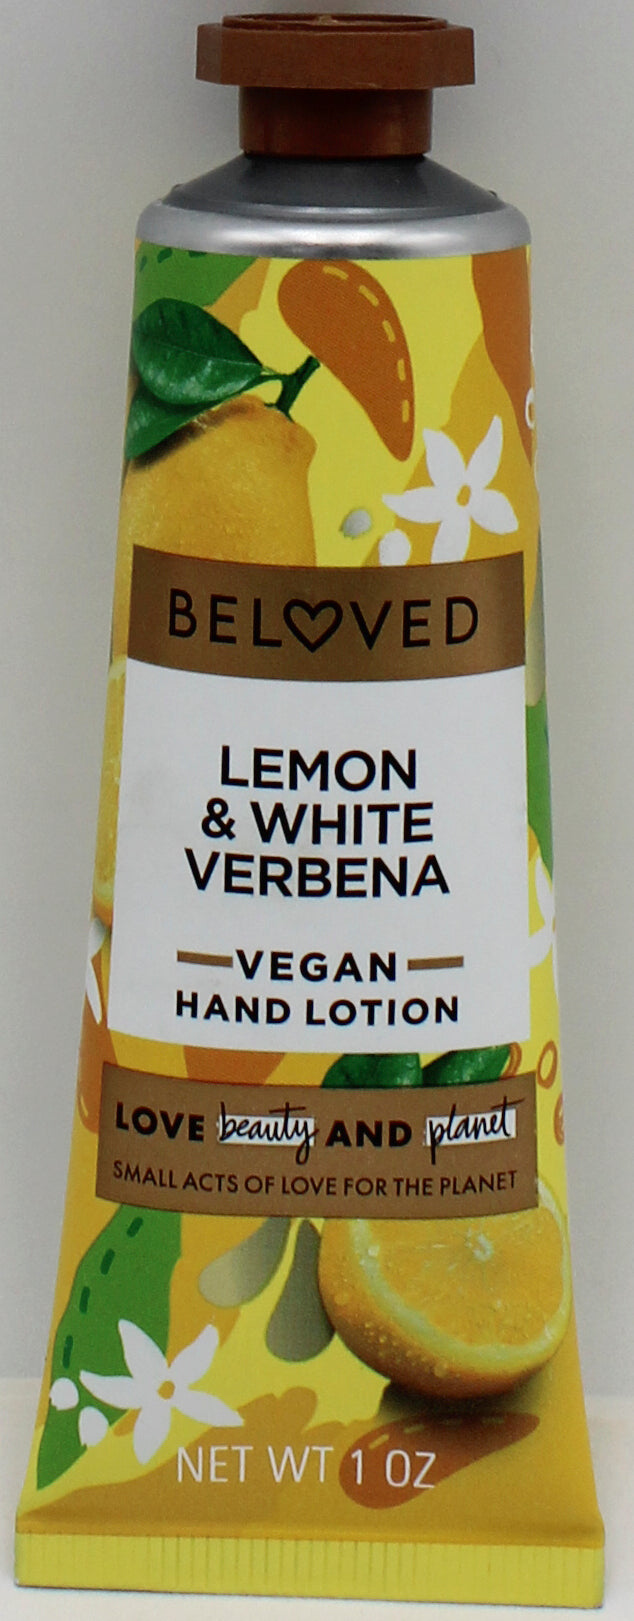 BELOVED
LEMON
& WHITE
VERBENA
VEGAN
HAND LOTION
LOVE beauty AND planet
SMALL ACTS OF LOVE FOR THE PLANET
NET WT 1 OZ